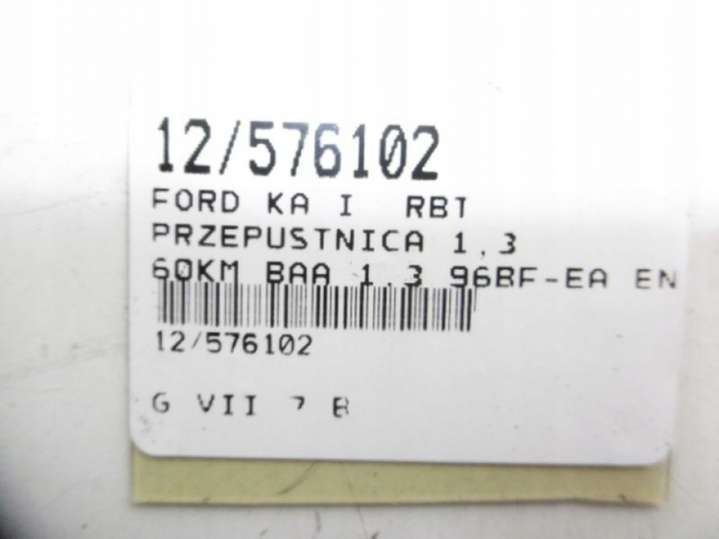 12/576102
FORD KA I RBT
PRZEPUSTNICA 1,3
60KM BAA 1.3 96BF-EA EN
12/576102
G VII 7 B